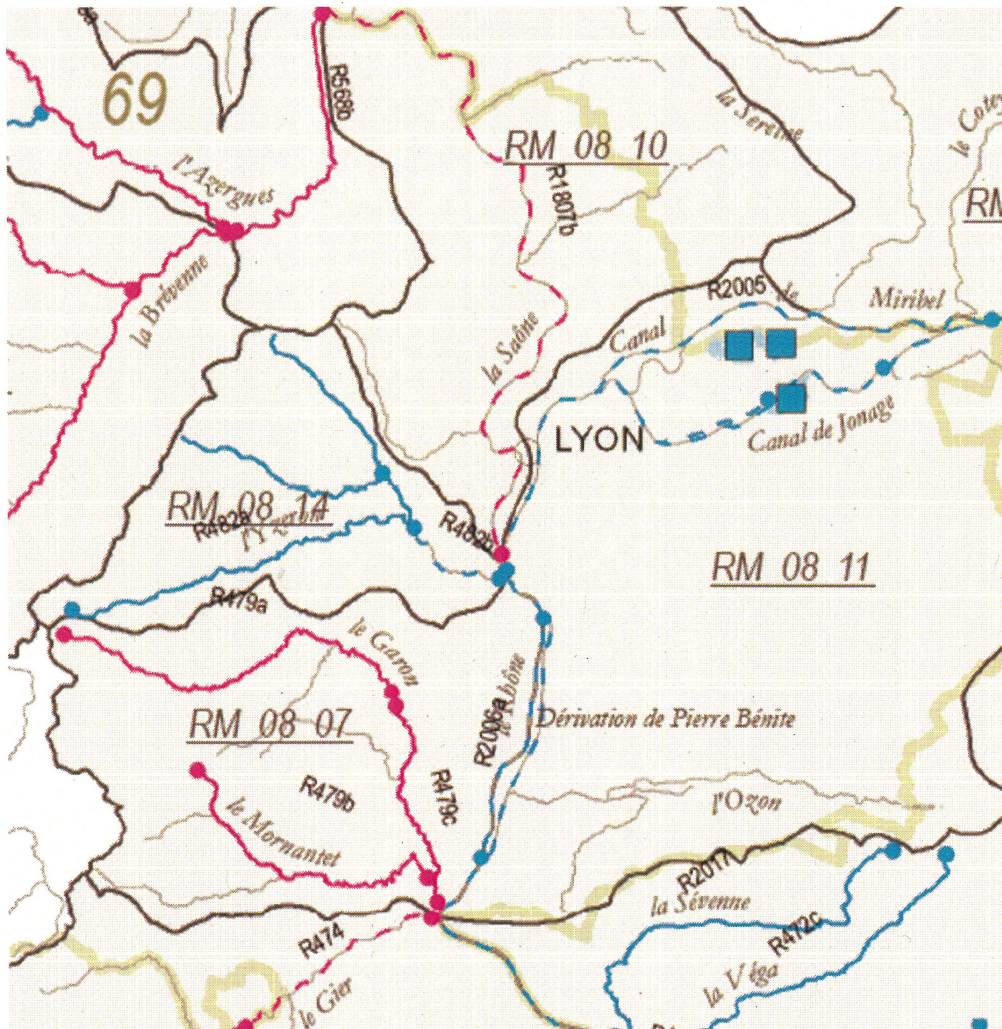 69
R568b
la Sereine
RM 08 10
l'Azergues
R1807b
la Brévenne
R2005
de
Miribel
Canal
la Saône
LYON
Canal de Jonage
RM 08 14
R482a
l'Yzeron
R482b
RM 08 11
R479a
le Garon
le Rhône
R2006a
Dérivation de Pierre Bénite
RM 08 07
R479b
R479c
le Mornantet
l'Ozon
R2017
la Sévenne
R474
R472c
la Véga
le Gier